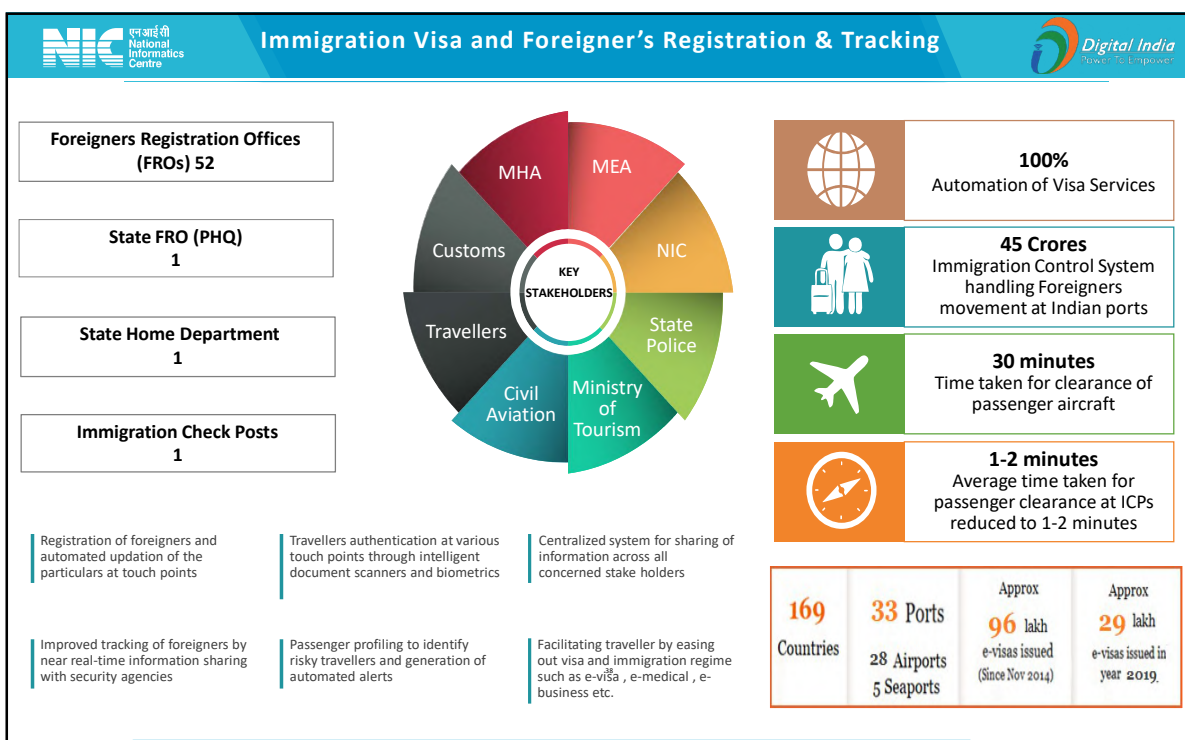 NIC
एन आई सी
National
Informatics
Centre
Immigration Visa and Foreigner's Registration & Tracking
Digital India
Power To Empower
Foreigners Registration Offices
(FROs) 52
State FRO (PHQ)
1
State Home Department
1
Immigration Check Posts
1
MHA
MEA
Customs
NIC
KEY
STAKEHOLDERS
Travellers
State
Police
Civil
Aviation
Ministry
of
Tourism
100%
Automation of Visa Services
45 Crores
Immigration Control System
handling Foreigners
movement at Indian ports
30 minutes
Time taken for clearance of
passenger aircraft
1-2 minutes
Average time taken for
passenger clearance at ICPs
reduced to 1-2 minutes
Registration of foreigners and
automated updation of the
particulars at touch points
Travellers authentication at various
touch points through intelligent
document scanners and biometrics
Centralized system for sharing of
information across all
concerned stake holders
Improved tracking of foreigners by
near real-time information sharing
with security agencies
Passenger profiling to identify
risky travellers and generation of
automated alerts
Facilitating traveller by easing
out visa and immigration regime
such as e-visa , e-medical , e-
business etc.
38
169
Countries
33 Ports
28 Airports
5 Seaports
Approx
96 lakh
e-visas issued
(Since Nov 2014)
Approx
29 lakh
e-visas issued in
year 2019.